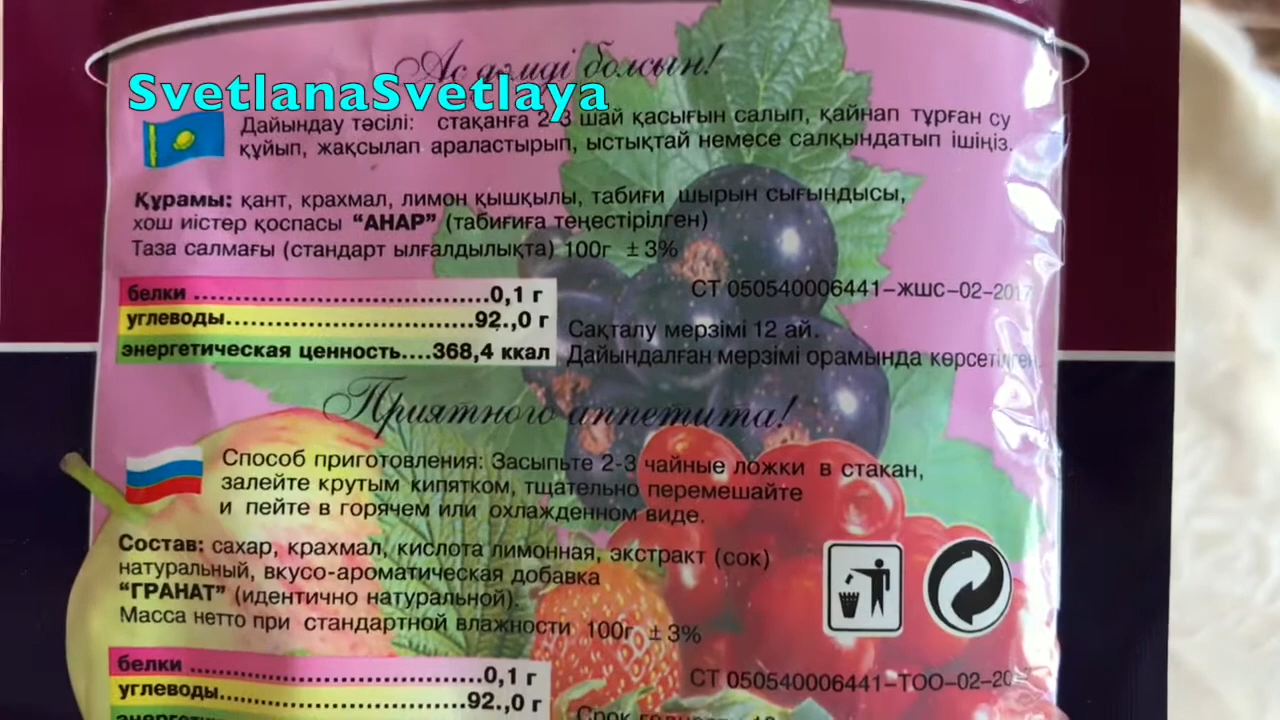 Ас дәмді болсын!
SvetlanaSvetlaya
Дайындау тәсілі: стақанға 2-3 шай қасығын салып, қайнап тұрған су
құйып, жақсылап араластырып, ыстықтай немесе салқындатып ішіңіз.
Құрамы: қант, крахмал, лимон қышқылы, табиғи шырын сығындысы,
хош иістер қоспасы “АНАР” (табиғиға теңестірілген)
Таза салмағы (стандарт ылғалдылықта) 100г ±3%
белки ........................................0,1 г
углеводы..................................92.,0 г
энергетическая ценность....368,4 ккал
СТ 050540006441-ЖШС-02-2017
Сақталу мерзімі 12 ай.
Дайындалған мерзімі орамында көрсетілген
Приятного аппетита!
Способ приготовления: Засыпьте 2-3 чайные ложки в стакан,
залейте крутым кипятком, тщательно перемешайте
и пейте в горячем или охлажденном виде.
Состав: сахар, крахмал, кислота лимонная, экстракт (сок)
натуральный, вкусо-ароматическая добавка
“ГРАНАТ” (идентично натуральной).
Масса нетто при стандартной влажности 100г ±3%
белки ........................................0,1 г
углеводы..................................92.,0 г
СТ 050540006441-ТОО-02-20
Срок